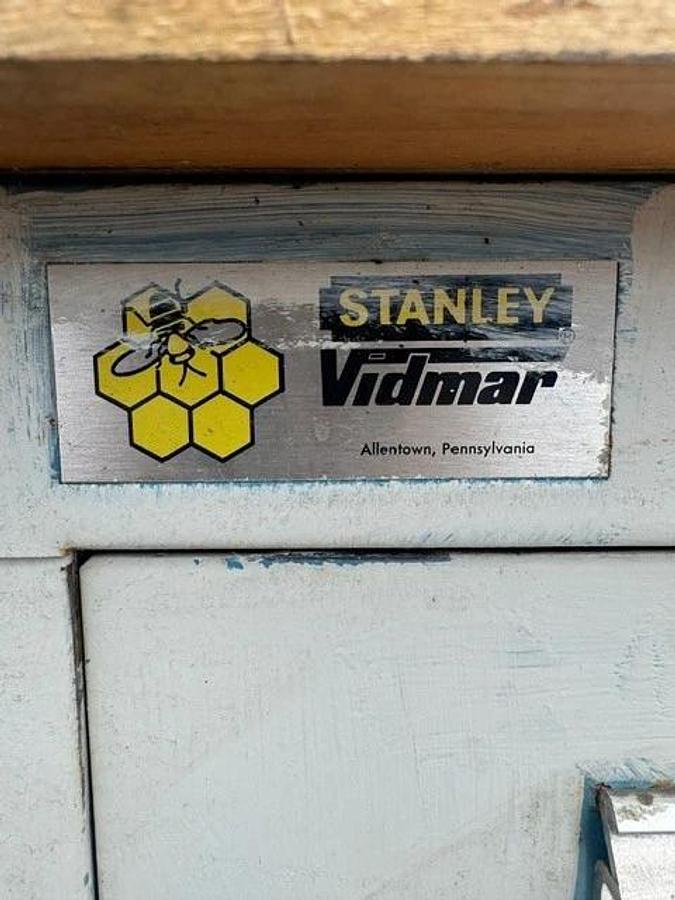 STANLEY
®
Vidmar
Allentown, Pennsylvania